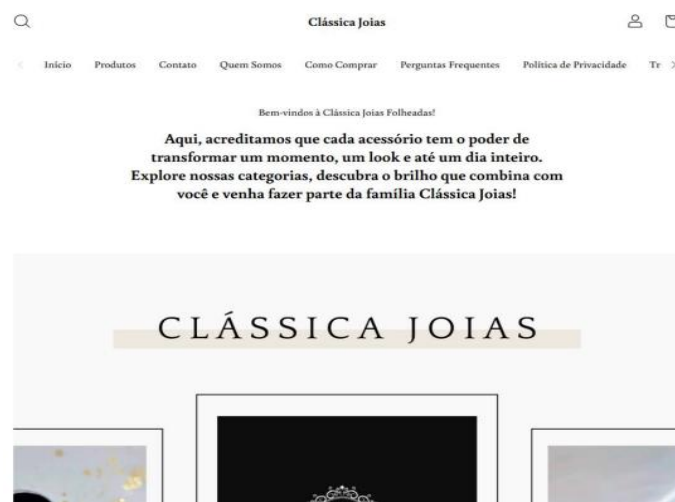 Clássica Joias
Início Produtos Contato Quem Somos Como Comprar Perguntas Frequentes Política de Privacidade Tr
Bem-vindos à Clássica Joias Folheadas!
Aqui, acreditamos que cada acessório tem o poder de
transformar um momento, um look e até um dia inteiro.
Explore nossas categorias, descubra o brilho que combina com
você e venha fazer parte da família Clássica Joias!
CLÁSSICA JOIAS